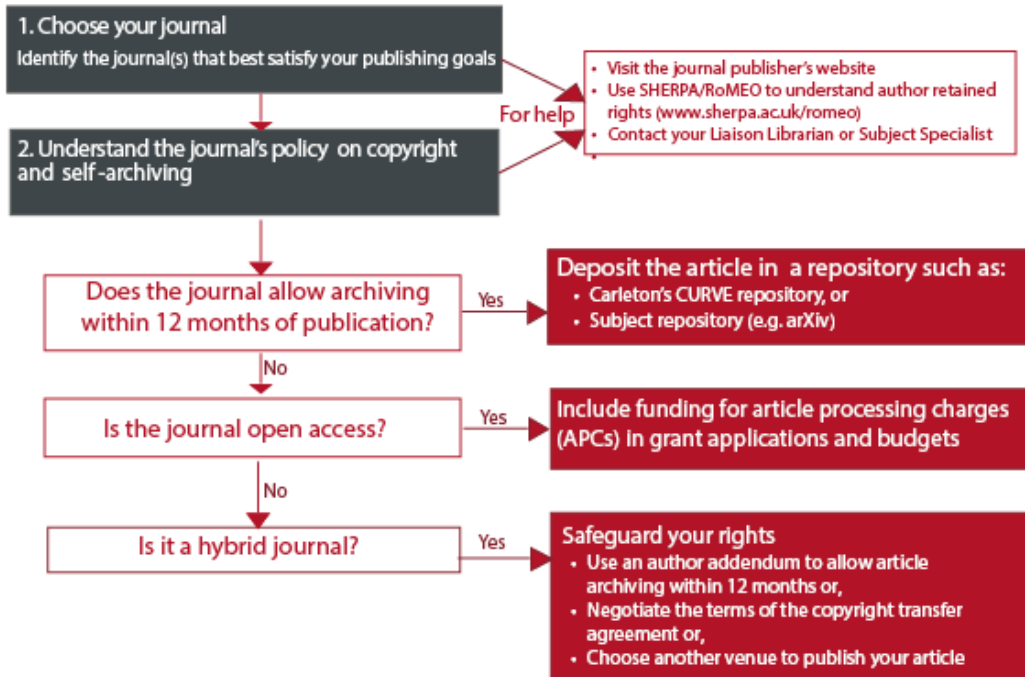 1. Choose your journal
Identify the journal(s) that best satisfy your publishing goals
• Visit the journal publisher's website
• Use SHERPA/RoMEO to understand author retained
rights (www.sherpa.ac.uk/romeo)
• Contact your Liaison Librarian or Subject Specialist
•
For help
2. Understand the journal's policy on copyright
and self-archiving
Does the journal allow archiving
within 12 months of publication?
Yes
Deposit the article in a repository such as:
• Carleton's CURVE repository, or
• Subject repository (e.g. arXiv)
No
Is the journal open access?
Yes
Include funding for article processing charges
(APCs) in grant applications and budgets
No
Is it a hybrid journal?
Yes
Safeguard your rights
• Use an author addendum to allow article
archiving within 12 months or,
• Negotiate the terms of the copyright transfer
agreement or,
• Choose another venue to publish your article